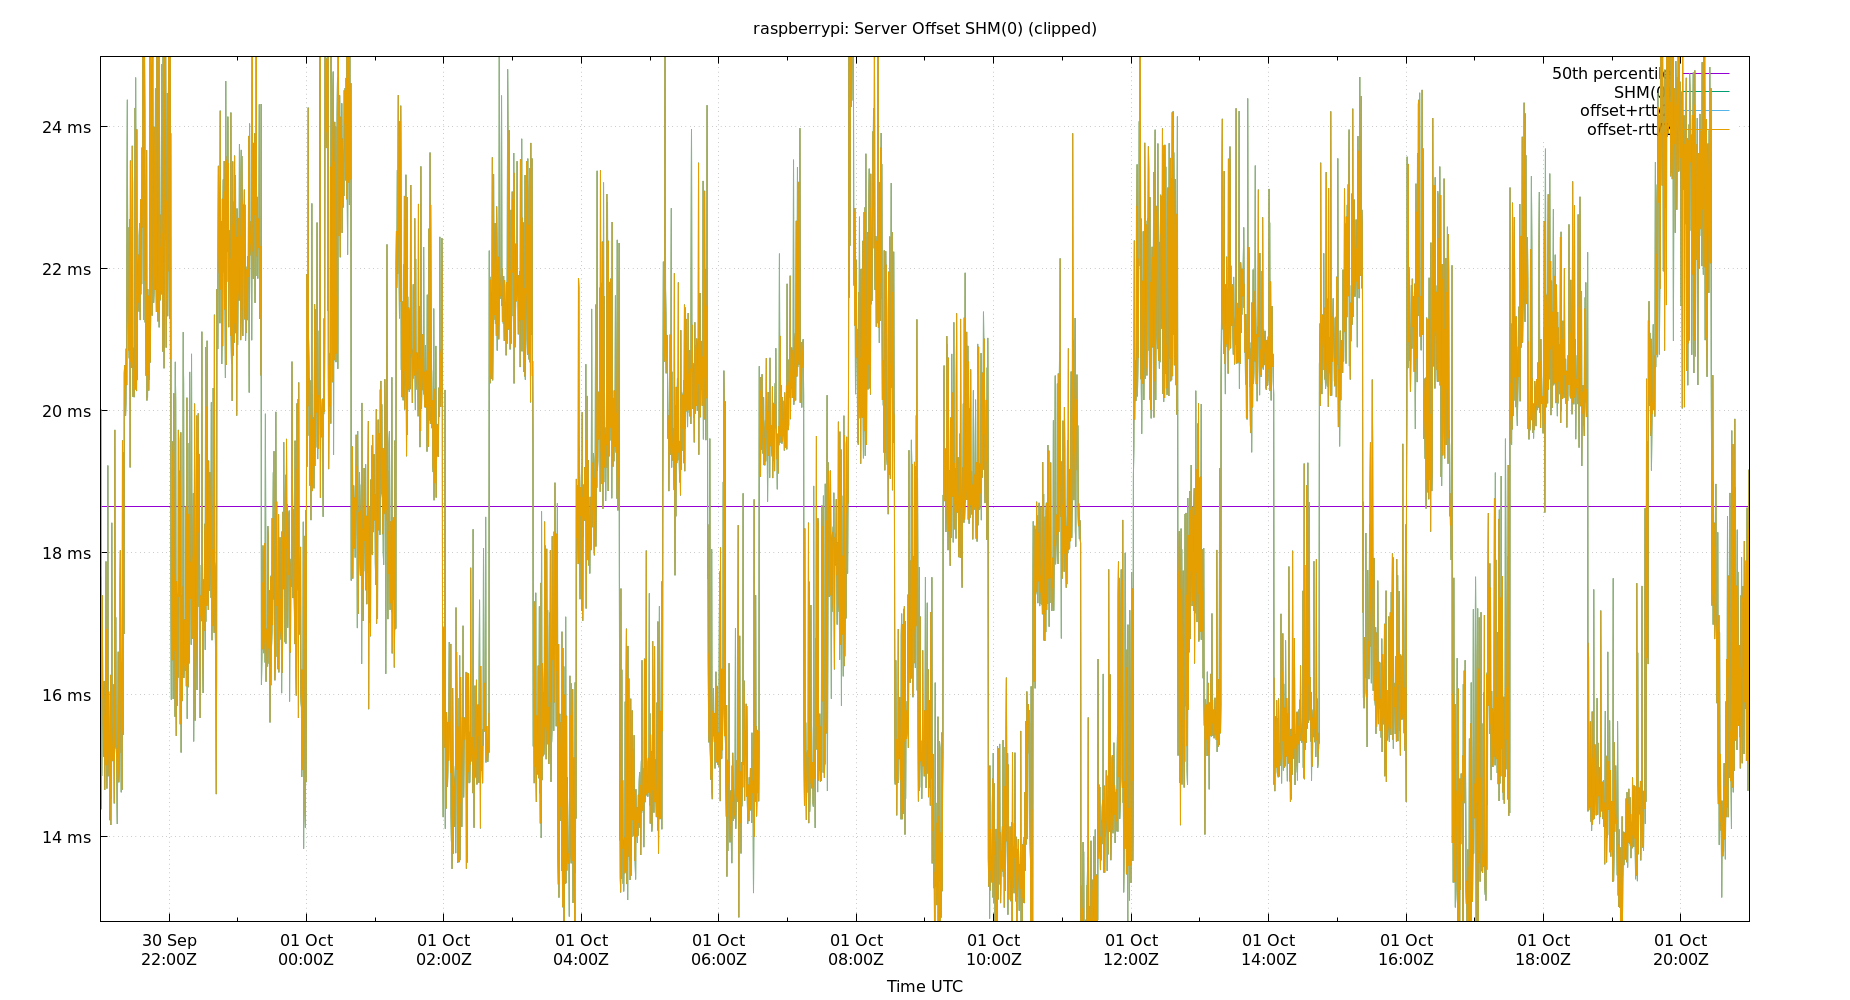 raspberrypi: Server Offset SHM(0) (clipped)
50th percenti
SHM(0
offset+rtt
offset-rtt
24 ms
22 ms
20 ms
18 ms
16 ms
14 ms
30 Sep 22:00Z
01 Oct 00:00Z
01 Oct 02:00Z
01 Oct 04:00Z
01 Oct 06:00Z
01 Oct 08:00Z
01 Oct 10:00Z
01 Oct 12:00Z
01 Oct 14:00Z
01 Oct 16:00Z
01 Oct 18:00Z
01 Oct 20:00Z
Time UTC